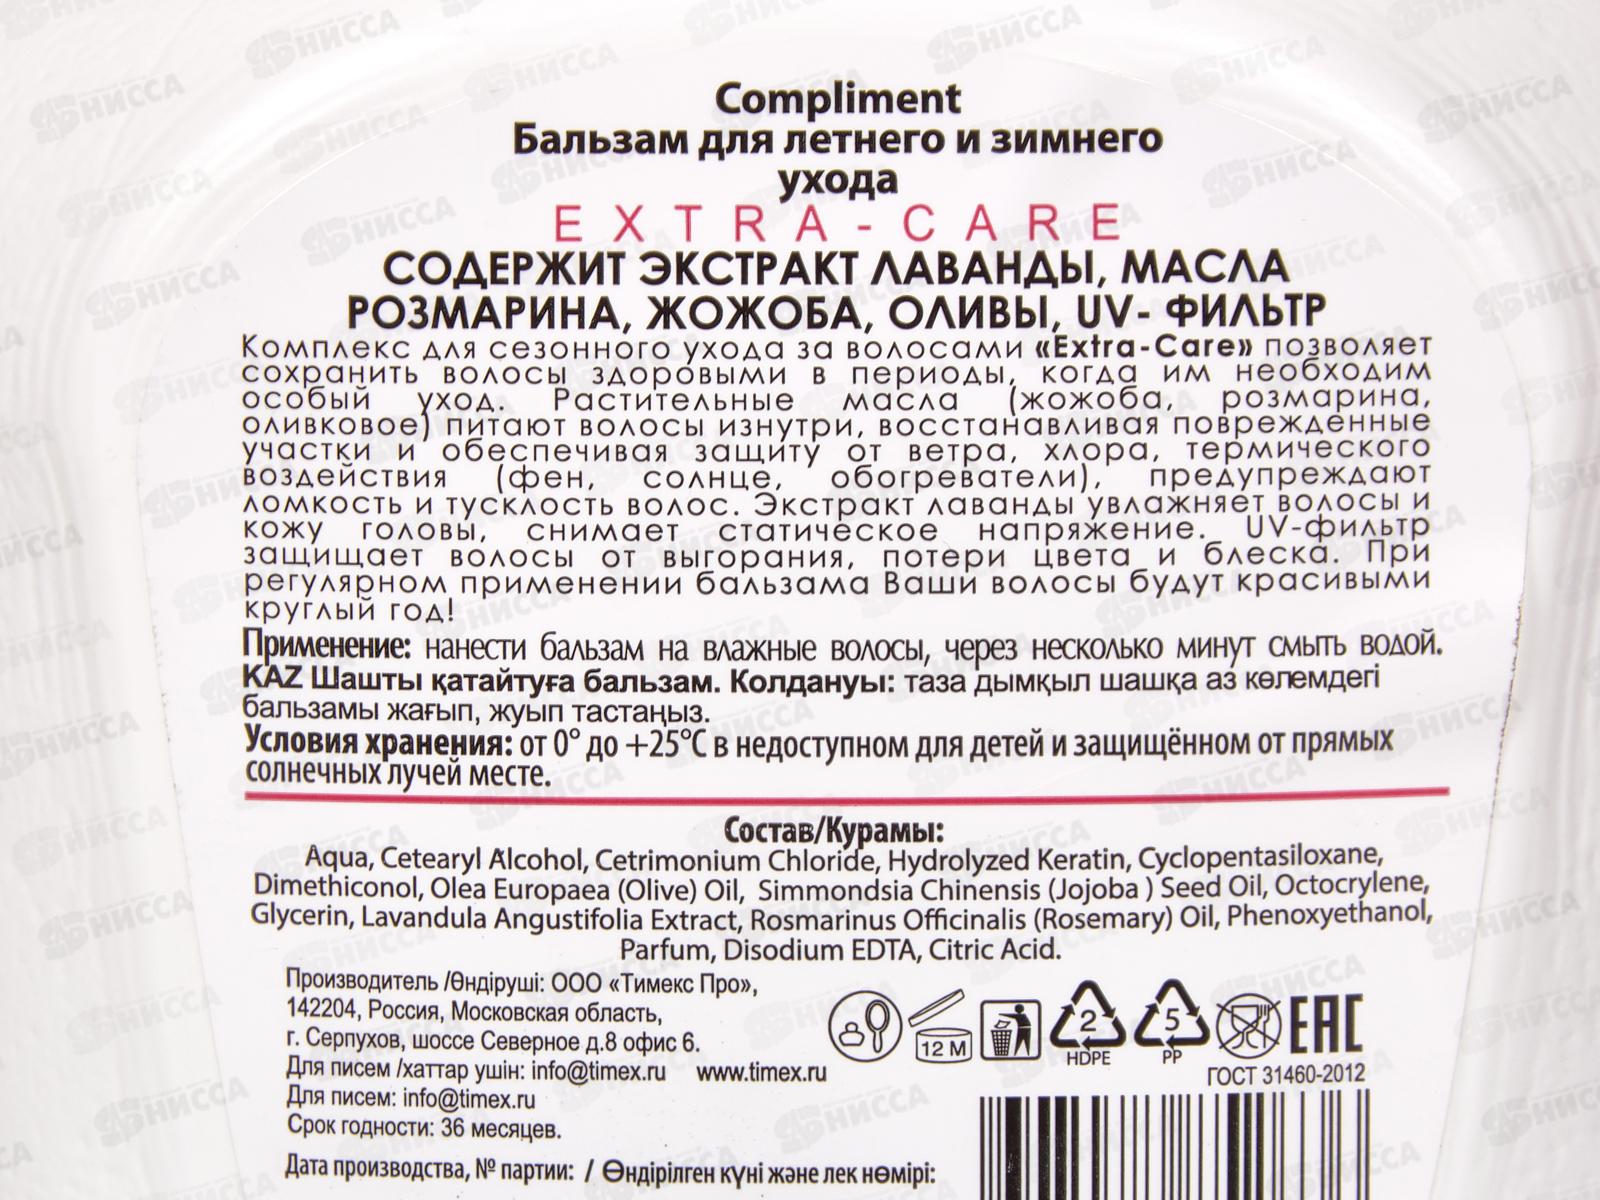 Compliment
Бальзам для летнего и зимнего
ухода
EXTRA-CARE
СОДЕРЖИТ ЭКСТРАКТ ЛАВАНДЫ, МАСЛА
РОЗМАРИНА, ЖОЖОБА, ОЛИВЫ, UV- ФИЛЬТР
Комплекс для сезонного ухода за волосами «Extra-Care» позволяет
сохранить волосы здоровыми в периоды, когда им необходим
особый уход. Растительные масла (жожоба, розмарина,
оливковое) питают волосы изнутри, восстанавливая поврежденные
участки и обеспечивая защиту от ветра, хлора, термического
воздействия (фен, солнце, обогреватели), предупреждают
ломкость и тусклость волос. Экстракт лаванды увлажняет волосы и
кожу головы, снимает статическое напряжение. UV-фильтр
защищает волосы от выгорания, потери цвета и блеска. При
регулярном применении бальзама Ваши волосы будут красивыми
круглый год!
Применение: нанести бальзам на влажные волосы, через несколько минут смыть водой.
KAZ Шашты қатайтуға бальзам. Колдануы: таза дымқыл шашқа аз көлемдегі
бальзамы жағып, жуып тастаңыз.
Условия хранения: от 0° до +25°С в недоступном для детей и защищённом от прямых
солнечных лучей месте.
Состав/Курамы:
Aqua, Cetearyl Alcohol, Cetrimonium Chloride, Hydrolyzed Keratin, Cyclopentasiloxane,
Dimethiconol, Olea Europaea (Olive) Oil, Simmondsia Chinensis (Jojoba ) Seed Oil, Octocrylene,
Glycerin, Lavandula Angustifolia Extract, Rosmarinus Officinalis (Rosemary) Oil, Phenoxyethanol,
Parfum, Disodium EDTA, Citric Acid.
Производитель /Өндіруші: ООО «Тимекс Про»,
142204, Россия, Московская область,
г. Серпухов, шоссе Северное д.8 офис 6.
Для писем /хаттар ушін: info@timex.ru www.timex.ru
Для писем: info@timex.ru
Срок годности: 36 месяцев.
Дата производства, № партии: / Өндірілген күні және лек нөмірі:
12 M
2
HDPE
5
PP
EAC
ГОСТ 31460-2012
НИССА